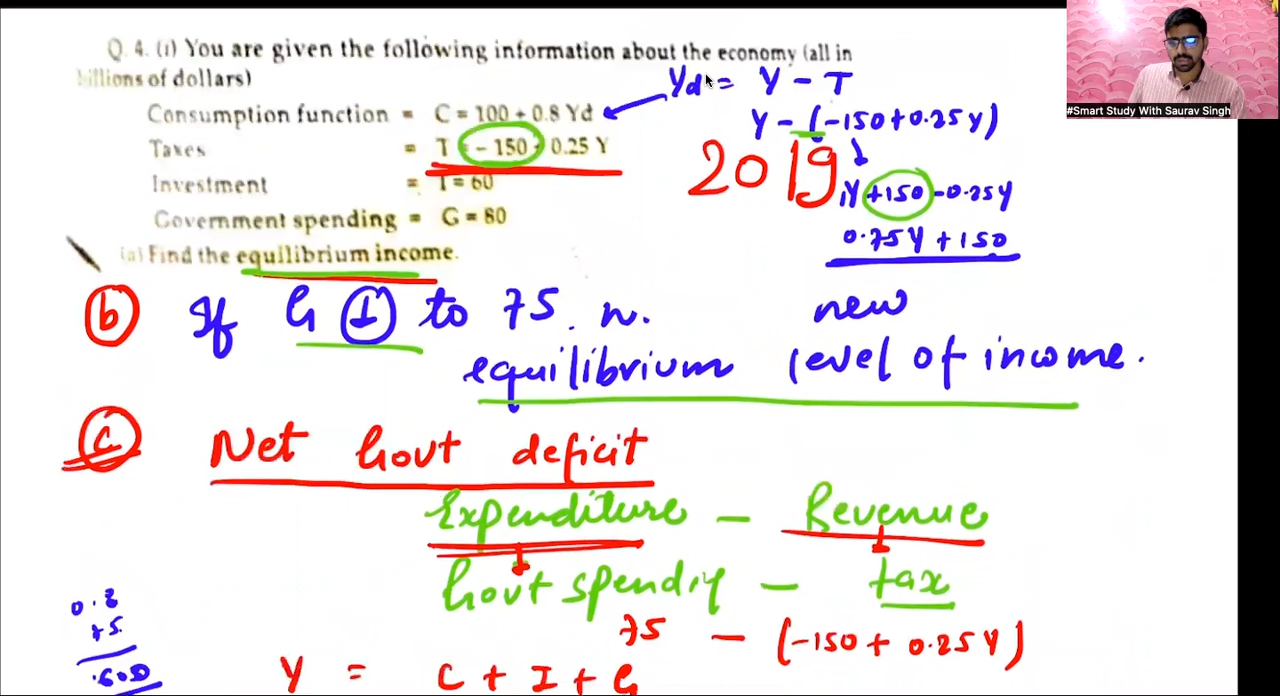 Q. 4. (i) You are given the following information about the economy (all in
billions of dollars)
Consumption function = C = 100 + 0.8 Yd
Taxes = T = - 150 + 0.25 Y
Investment = I = 60
Government spending = G = 80
(a) Find the equilibrium income.
Yd = Y - T
Y - (-150 + 0.25Y)
2019
Y + 150 - 0.25Y
0.75Y + 150
#Smart Study With Saurav Singh
(b) If G ↓ to 75. n.
new
equilibrium level of income.
(c) Net Govt deficit
Expenditure - Revenue
Govt spending - tax
75 - (-150 + 0.25Y)
0.8
75
.600
Y = C + I + G